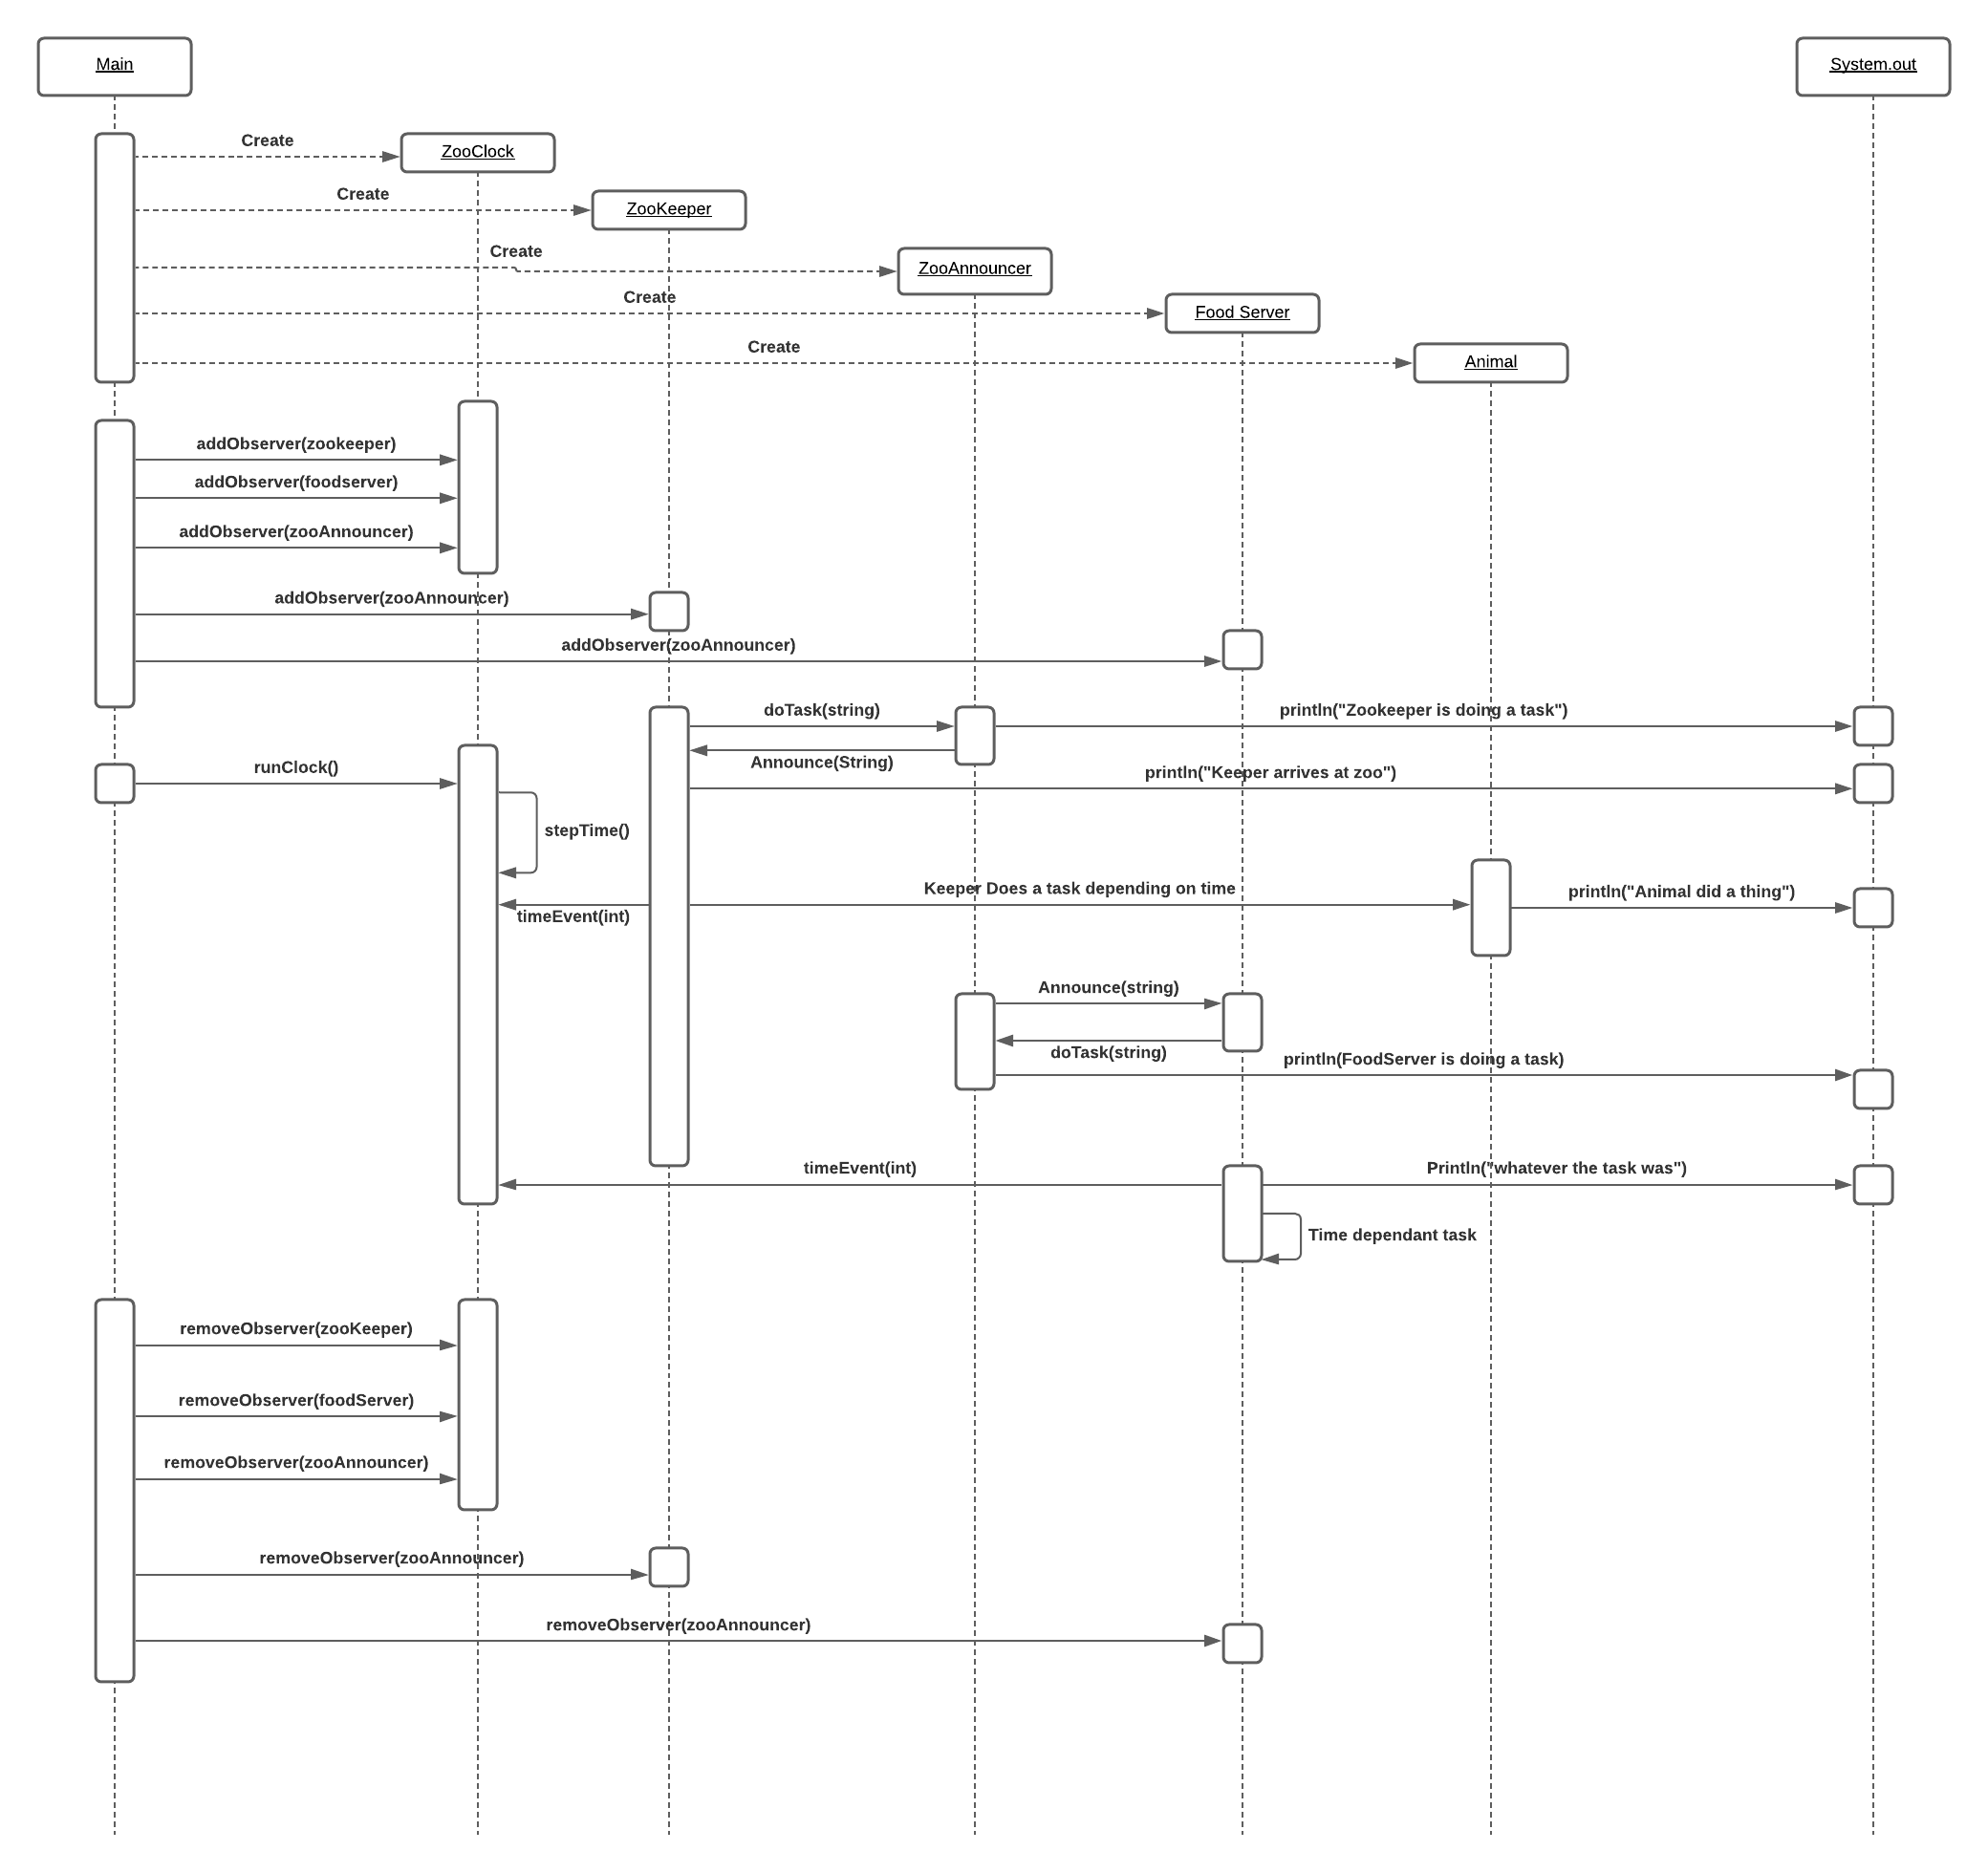 Main
System.out
Create
ZooClock
Create
ZooKeeper
Create
ZooAnnouncer
Create
Food Server
Create
Animal
addObserver(zookeeper)
addObserver(foodserver)
addObserver(zooAnnouncer)
addObserver(zooAnnouncer)
addObserver(zooAnnouncer)
doTask(string)
println("Zookeeper is doing a task")
Announce(String)
runClock()
println("Keeper arrives at zoo")
stepTime()
Keeper Does a task depending on time
println("Animal did a thing")
timeEvent(int)
Announce(string)
doTask(string)
println(FoodServer is doing a task)
timeEvent(int)
Println("whatever the task was")
Time dependant task
removeObserver(zooKeeper)
removeObserver(foodServer)
removeObserver(zooAnnouncer)
removeObserver(zooAnnouncer)
removeObserver(zooAnnouncer)